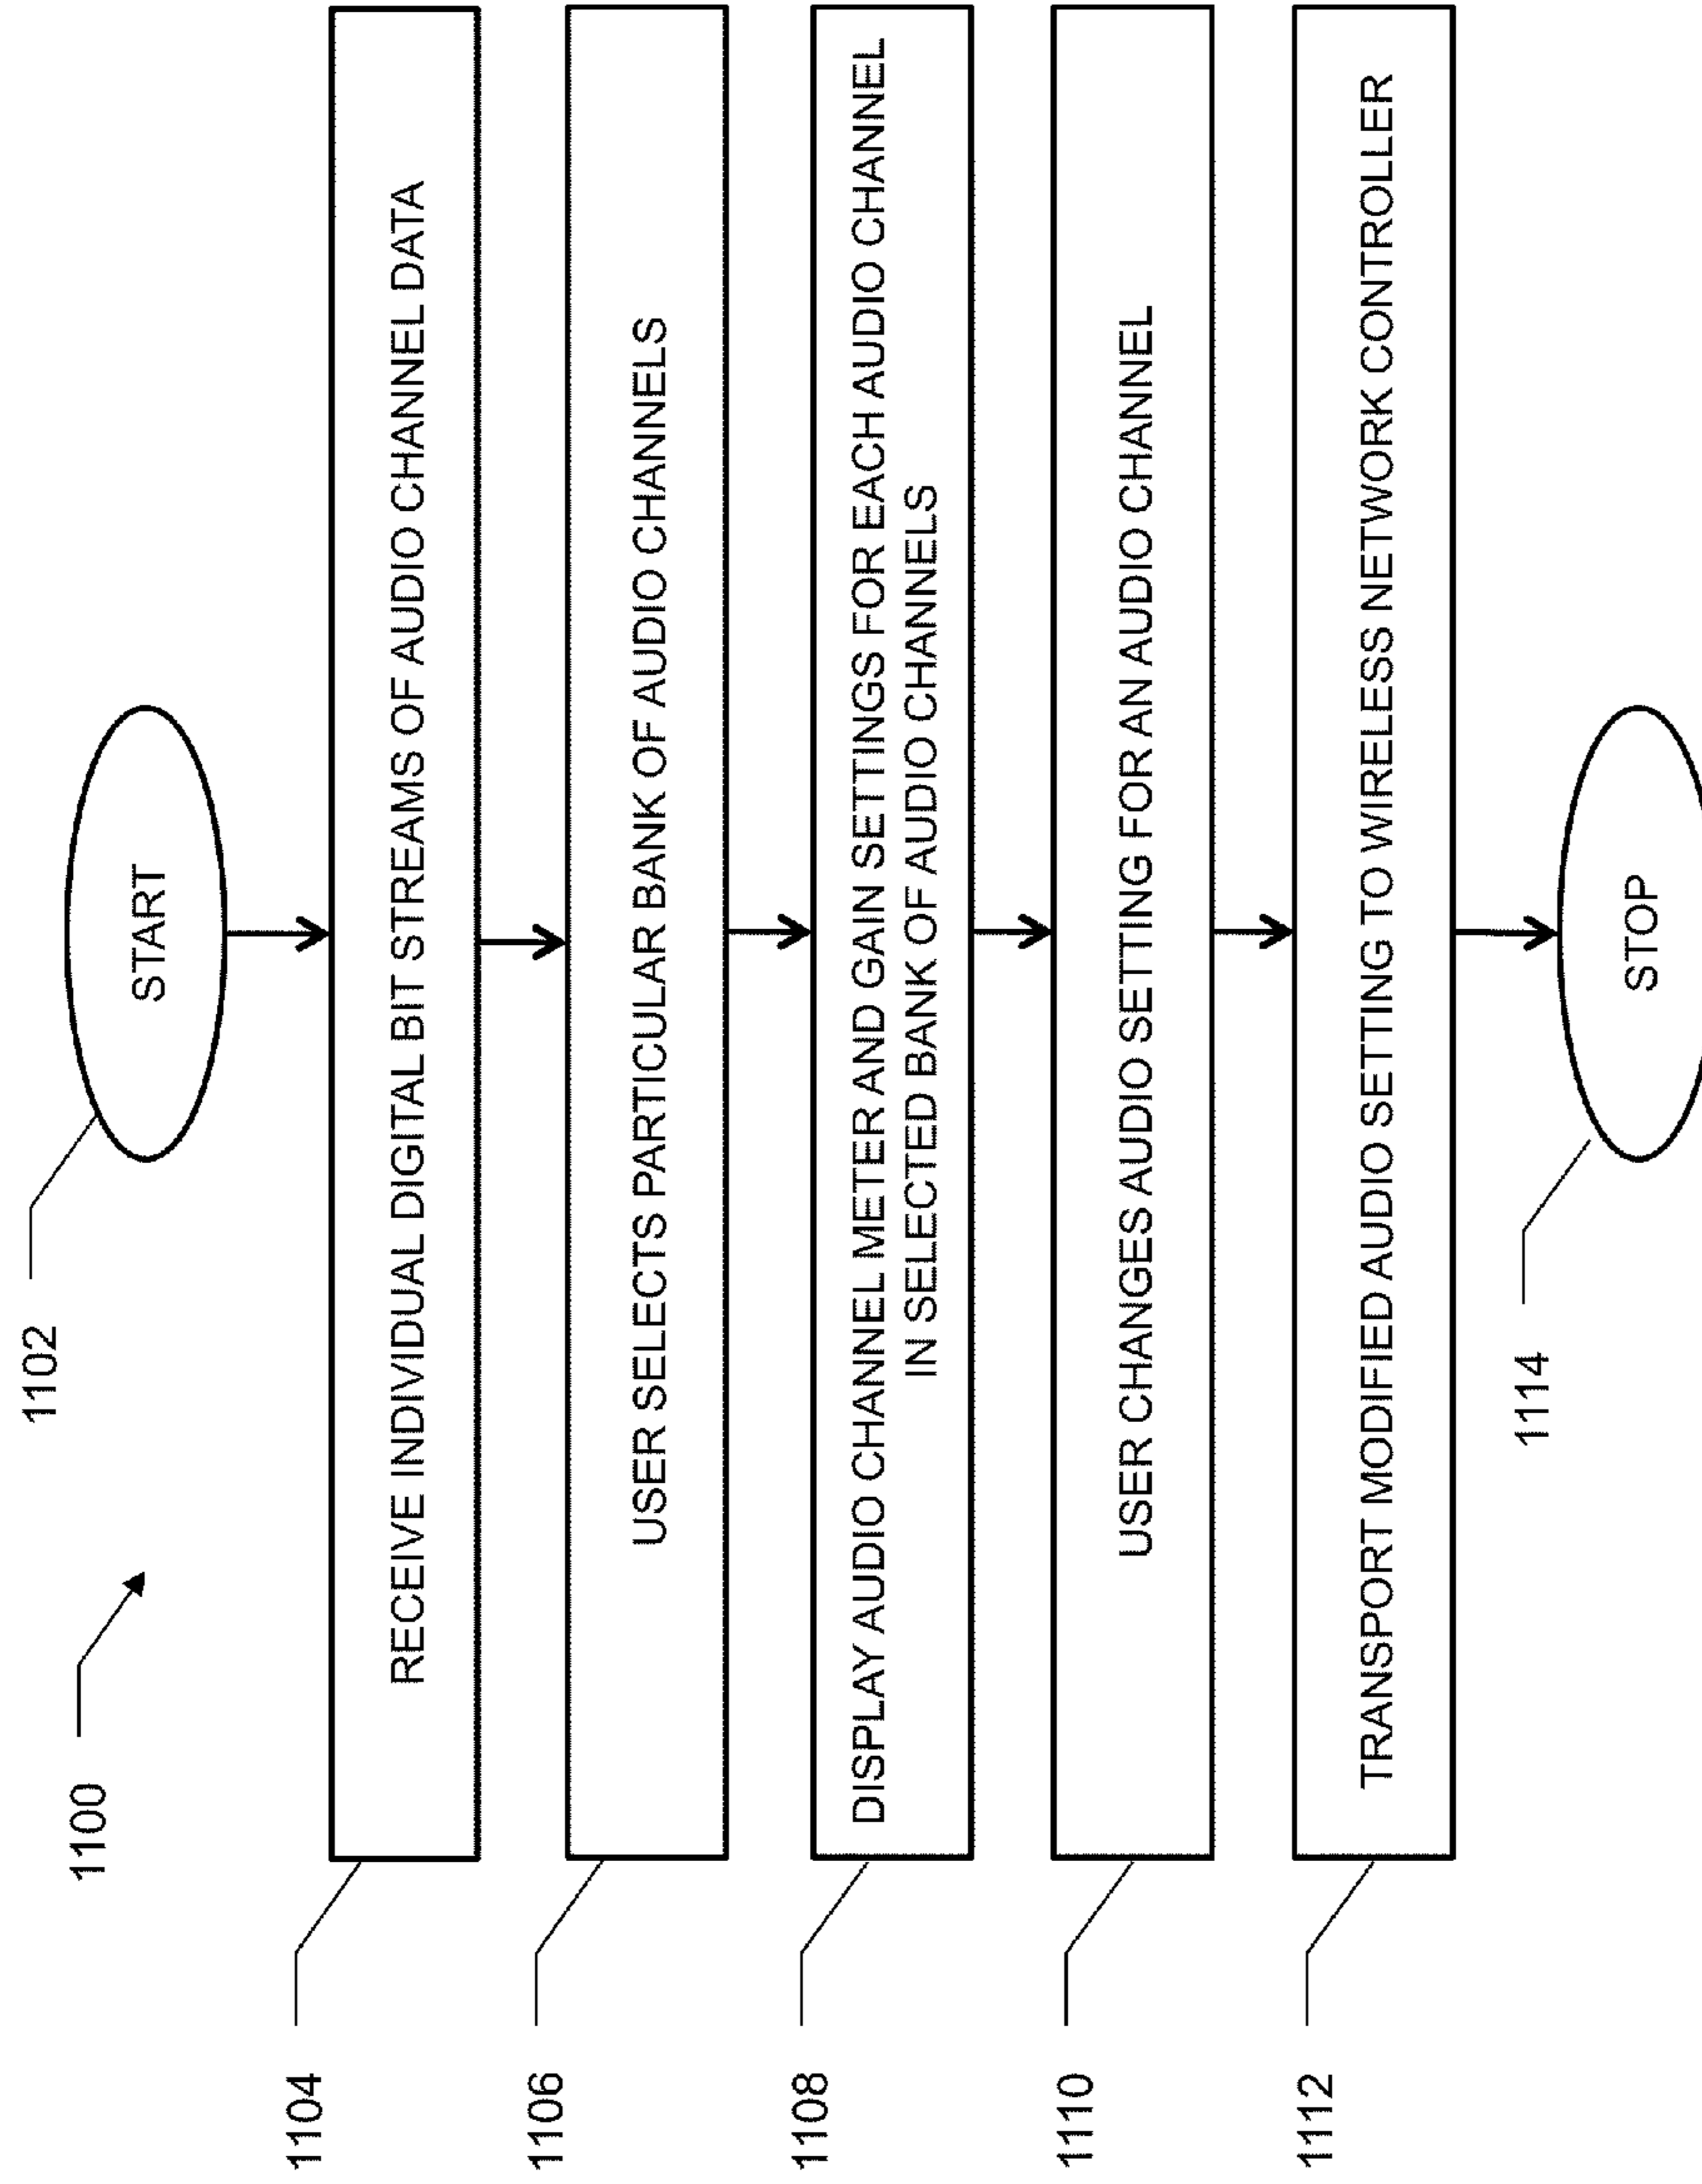 1100
1102
START
1104
RECEIVE INDIVIDUAL DIGITAL BIT STREAMS OF AUDIO CHANNEL DATA
1106
USER SELECTS PARTICULAR BANK OF AUDIO CHANNELS
1108
DISPLAY AUDIO CHANNEL METER AND GAIN SETTINGS FOR EACH AUDIO CHANNEL
IN SELECTED BANK OF AUDIO CHANNELS
1110
USER CHANGES AUDIO SETTING FOR AN AUDIO CHANNEL
1112
TRANSPORT MODIFIED AUDIO SETTING TO WIRELESS NETWORK CONTROLLER
1114
STOP